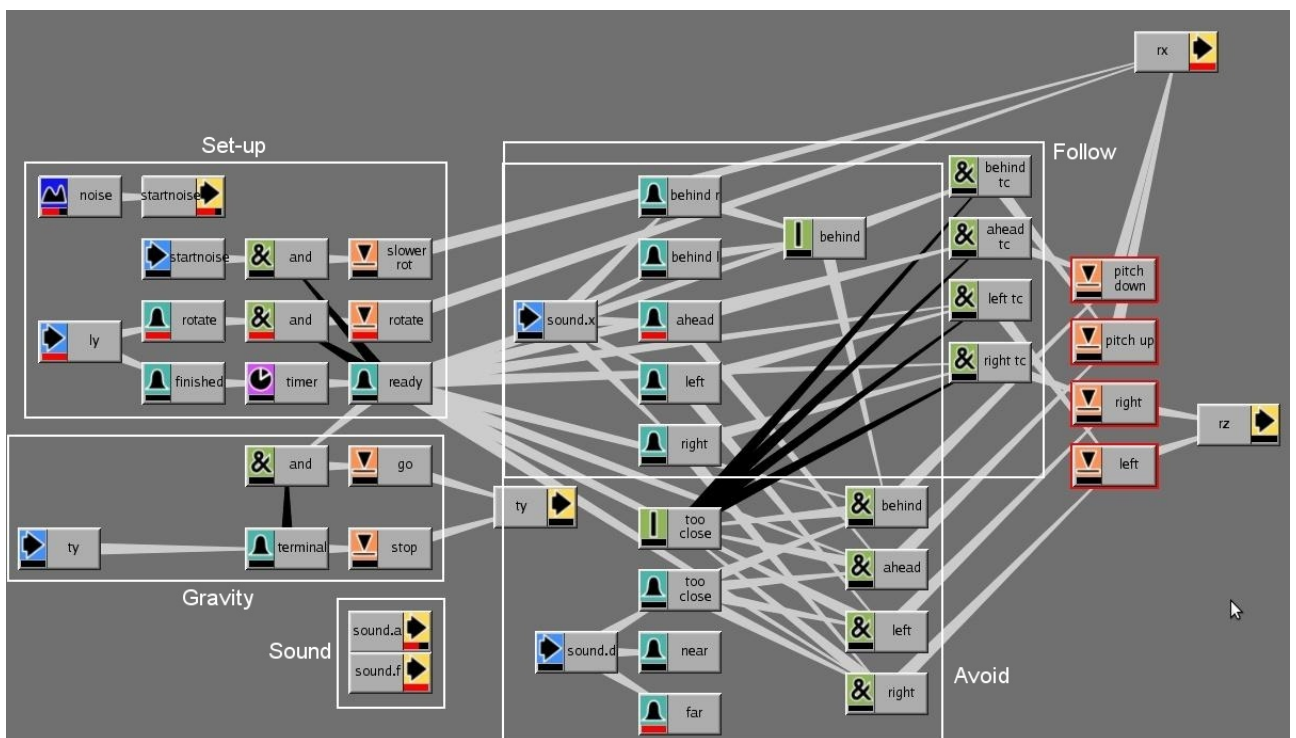 rx
Set-up
Follow
noise
startnoise
behind r
behind
tc
startnoise
and
slower
rot
behind l
behind
ahead
tc
pitch
down
ly
rotate
and
rotate
sound.x
ahead
left tc
pitch up
finished
timer
ready
left
right tc
right
rz
and
go
right
left
ty
terminal
stop
ty
too
close
behind
Gravity
too
close
ahead
Sound
sound.a
sound.f
sound.d
near
left
Avoid
far
right